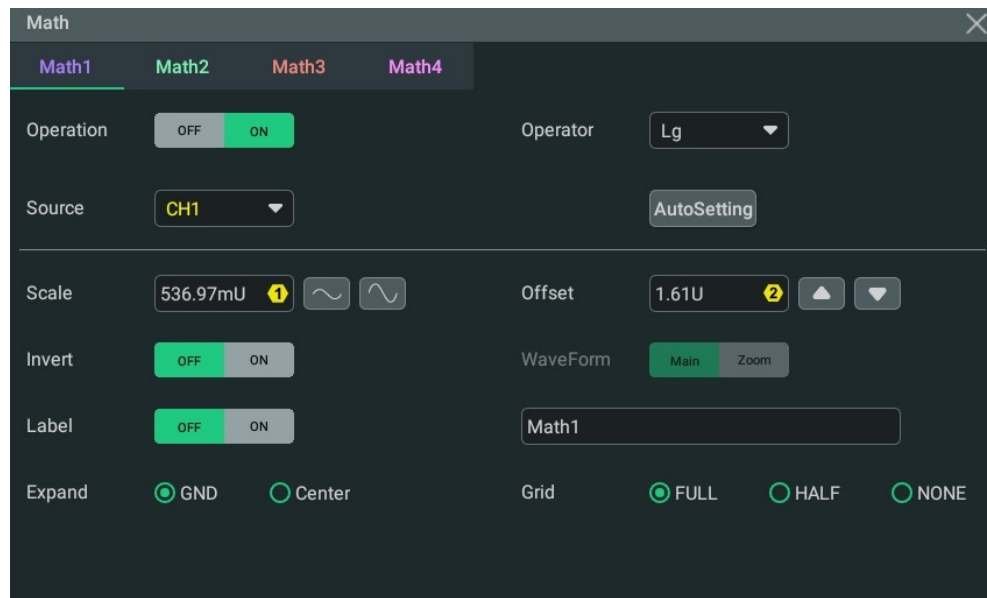 Math
Math1 Math2 Math3 Math4
Operation OFF ON Operator Lg
Source CH1 AutoSetting
Scale 536.97mU 1 Offset 1.61U 2
Invert OFF ON WaveForm Main Zoom
Label OFF ON Math1
Expand GND Center Grid FULL HALF NONE